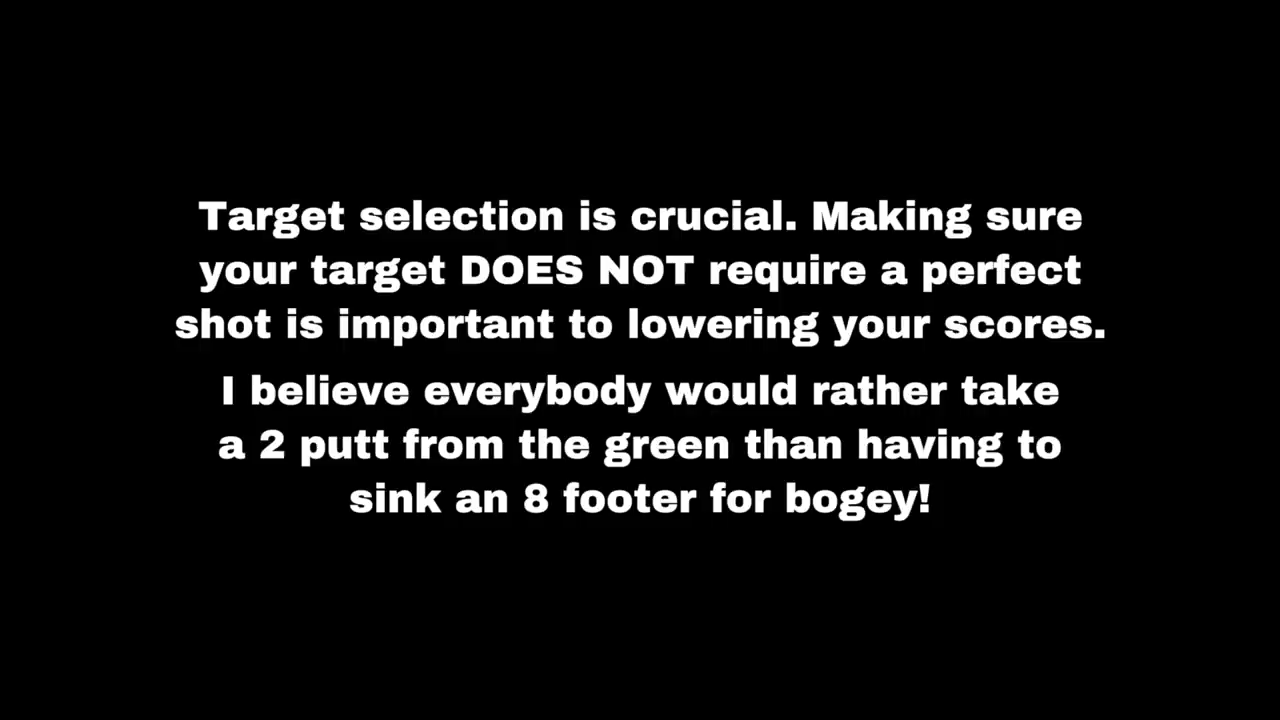 Target selection is crucial. Making sure
your target DOES NOT require a perfect
shot is important to lowering your scores.
I believe everybody would rather take
a 2 putt from the green than having to
sink an 8 footer for bogey!